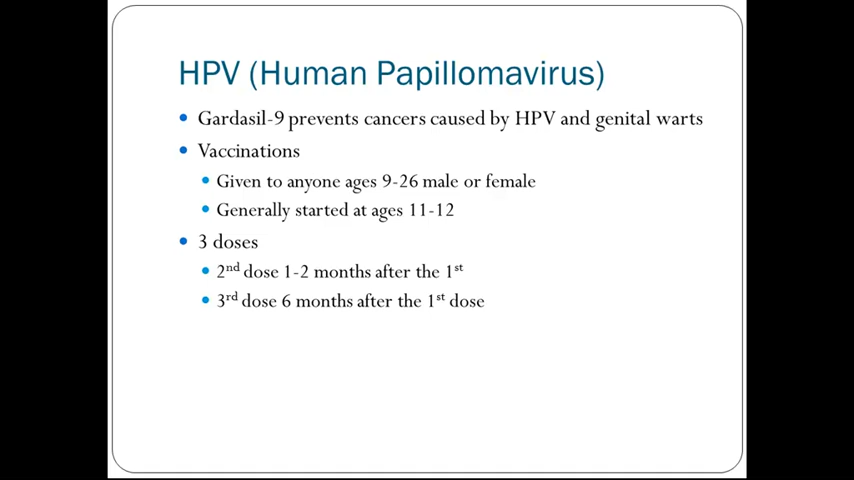 HPV (Human Papillomavirus)
Gardasil-9 prevents cancers caused by HPV and genital warts
Vaccinations
Given to anyone ages 9-26 male or female
Generally started at ages 11-12
3 doses
2nd dose 1-2 months after the 1st
3rd dose 6 months after the 1st dose